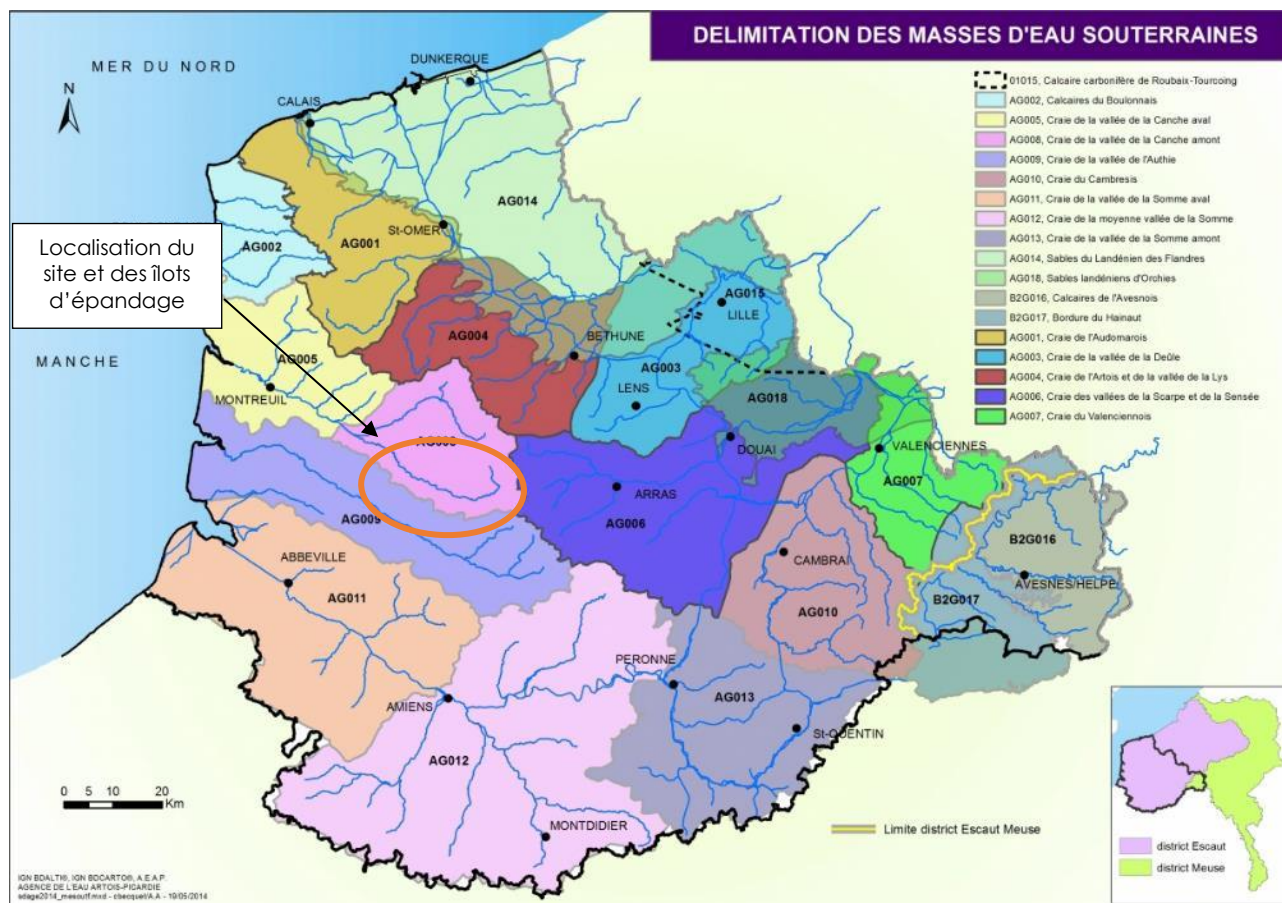 DELIMITATION DES MASSES D'EAU SOUTERRAINES
MER DU NORD
N
DUNKERQUE
CALAIS
AG014
St-OMER
AG002
AG001
Localisation du
site et des îlots
d'épandage
MANCHE
AG015
LILLE
AG004
BETHUNE
AG005
AG003
LENS
MONTREUIL
AG018
AG008
DOUAI
VALENCIENNES
AG007
ARRAS
AG009
AG006
B2G016
ABBEVILLE
CAMBRAI
AVESNES/HELPE
AG011
AG010
B2G017
PERONNE
AG013
AMIENS
St-QUENTIN
AG012
MONTDIDIER
0 5 10 20
Km
01015, Calcaire carbonifère de Roubaix-Tourcoing
AG002, Calcaires du Boulonnais
AG005, Craie de la vallée de la Canche aval
AG008, Craie de la vallée de la Canche amont
AG009, Craie de la vallée de l'Authie
AG010, Craie du Cambresis
AG011, Craie de la vallée de la Somme aval
AG012, Craie de la moyenne vallée de la Somme
AG013, Craie de la vallée de la Somme amont
AG014, Sables du Landénien des Flandres
AG018, Sables landéniens d'Orchies
B2G016, Calcaires de l'Avesnois
B2G017, Bordure du Hainaut
AG001, Craie de l'Audomarois
AG003, Craie de la vallée de la Deûle
AG004, Craie de l'Artois et de la vallée de la Lys
AG006, Craie des vallées de la Scarpe et de la Sensée
AG007, Craie du Valenciennois
Limite district Escaut Meuse
district Escaut
district Meuse
IGN BDALTI®, IGN BDCARTO®, A.E.A.P.
AGENCE DE L'EAU ARTOIS-PICARDIE
sdage2014_mesoutf.mxd - cbecquet/A.A - 19/05/2014